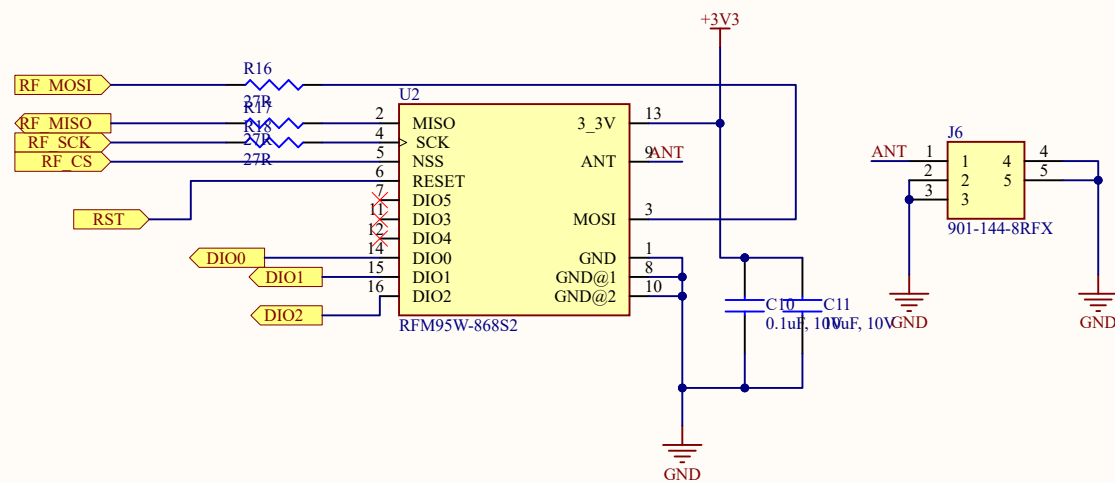 +3V3
RF_MOSI
R16
27R
U2
R17
RF_MISO
2
MISO
3_3V
13
R18
27R
RF_SCK
4
SCK
J6
RF_CS
27R
5
NSS
ANT
9
ANT
ANT
1
1
4
4
6
RESET
2
2
5
5
7
DIO5
3
3
RST
11
DIO3
MOSI
3
901-144-8RFX
12
DIO4
DIO0
14
DIO0
GND
1
DIO1
15
DIO1
GND@1
8
16
DIO2
GND@2
10
DIO2
C10
C11
RFM95W-868S2
0.1uF, 10V
10uF, 10V
GND
GND
GND